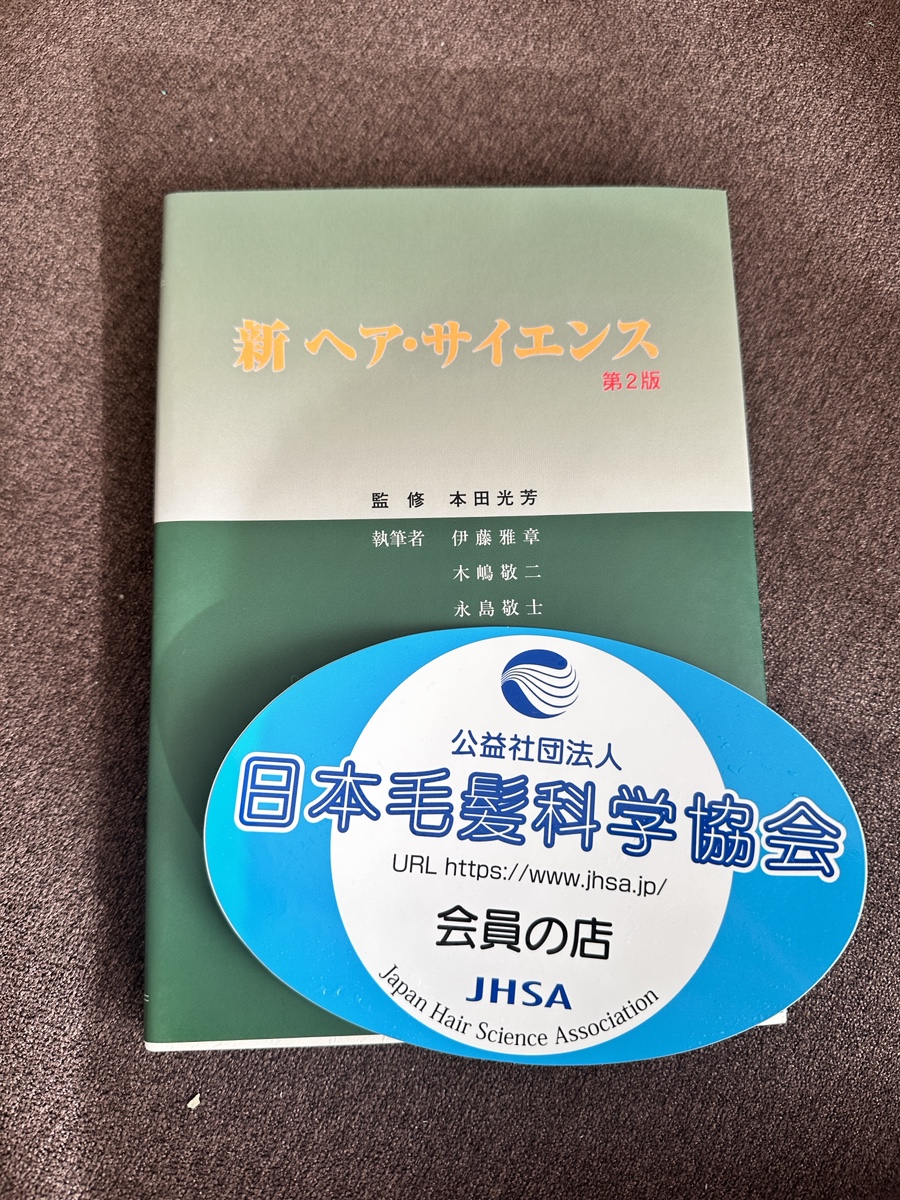 新 ヘア・サイエンス
第2版
監 修 本田光芳
執筆者 伊藤雅章
木嶋敬二
永島敬士
公益社団法人
日本毛髪科学協会
URL https://www.jhsa.jp/
会員の店
JHSA
Japan Hair Science Association